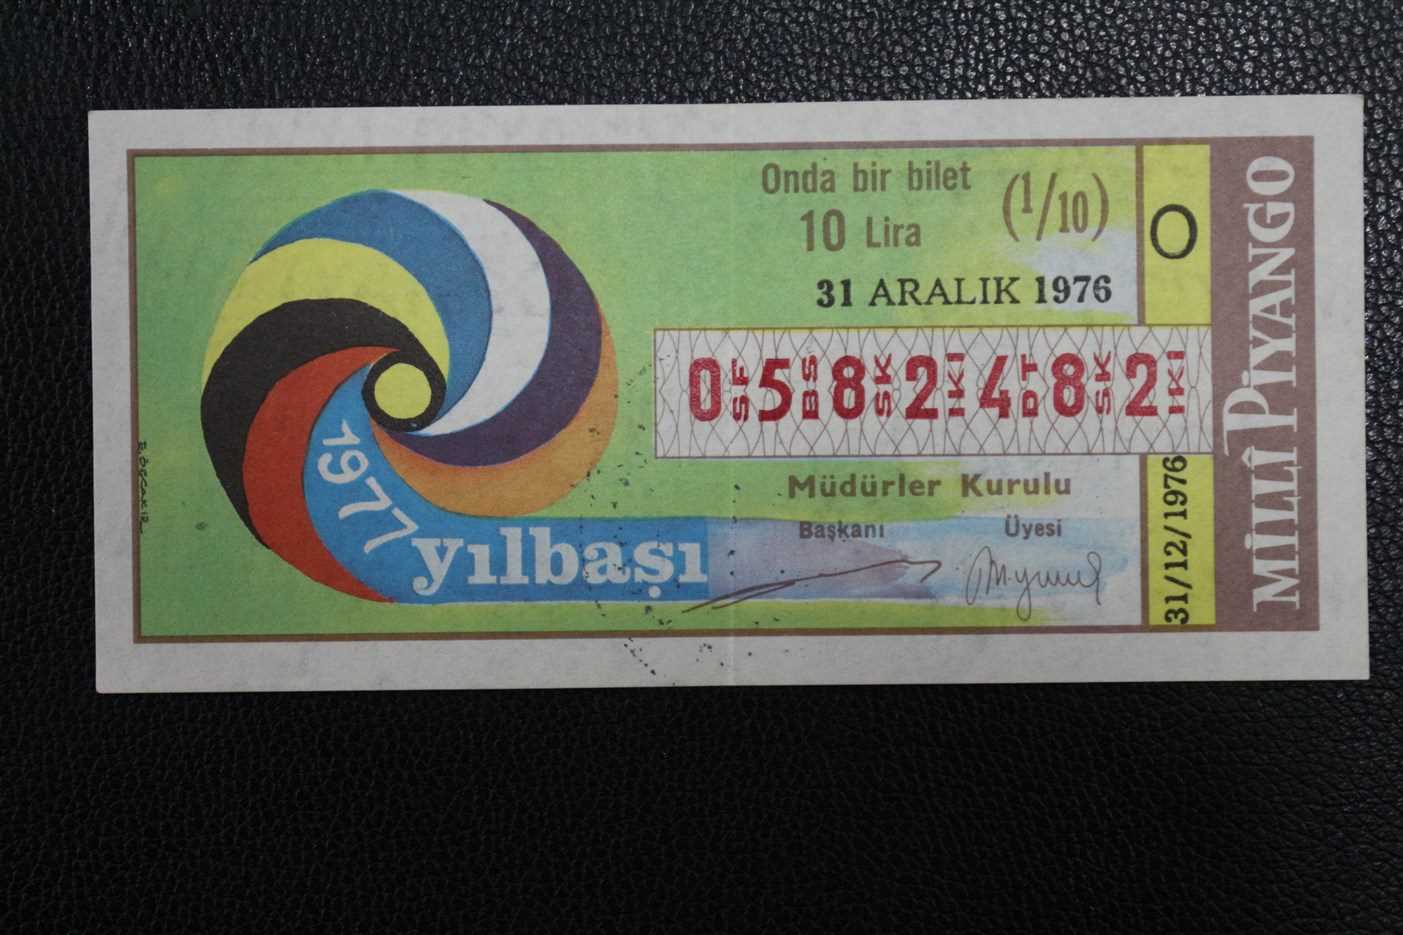 Onda bir bilet (1/10)
10 Lira
31 ARALIK 1976
O
0 SF 5 BS 8 SK 2 İKİ 4 DT 8 SK 2 İKİ
Müdürler Kurulu
Başkanı Üyesi
1977
yılbaşı
31/12/1976
MİLLÎ PİYANGO